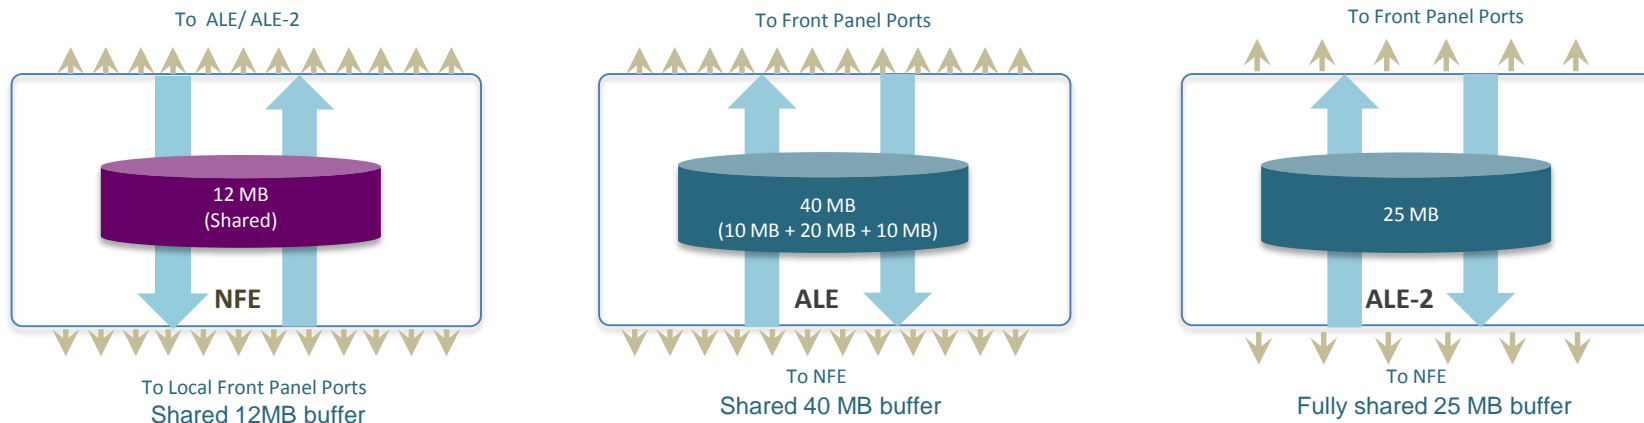 To ALE/ ALE-2
12 MB
(Shared)
NFE
To Local Front Panel Ports
Shared 12MB buffer
To Front Panel Ports
40 MB
(10 MB + 20 MB + 10 MB)
ALE
To NFE
Shared 40 MB buffer
To Front Panel Ports
25 MB
ALE-2
To NFE
Fully shared 25 MB buffer